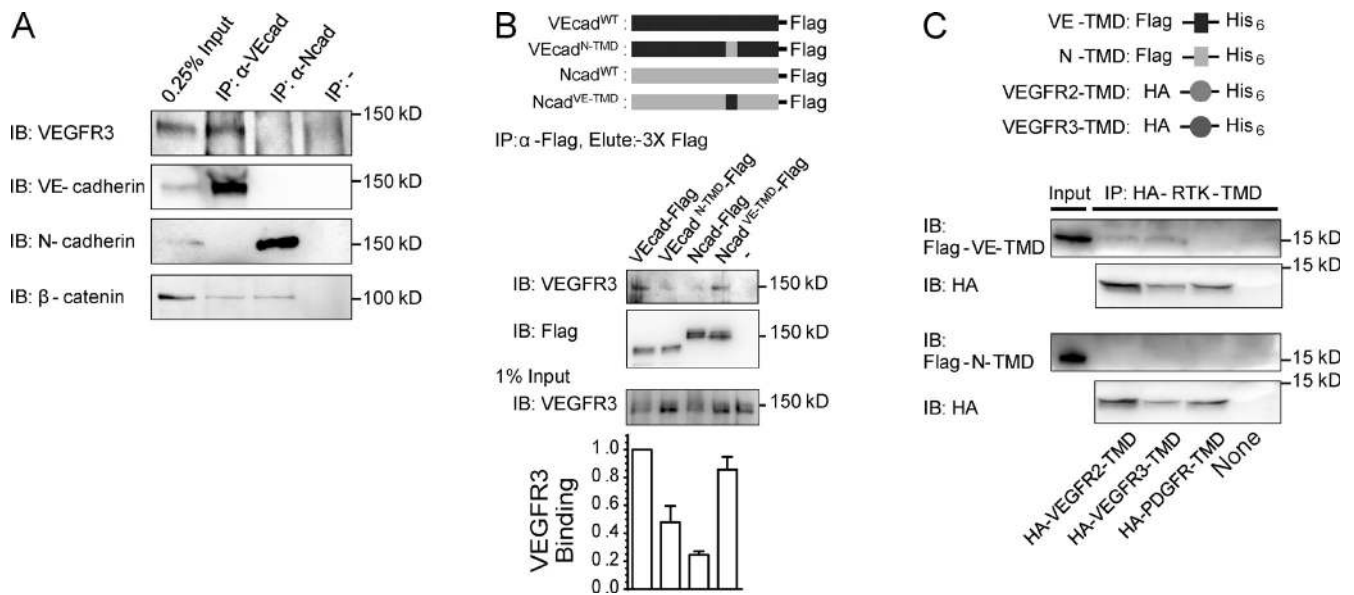 A
0.25% Input
IP: α-VEcad
IP: α-Ncad
IP:-
IB: VEGFR3
150 kD
IB: VE- cadherin
150 kD
IB: N- cadherin
150 kD
IB: β- catenin
100 kD
B
VEcadWT : Flag
VEcadN-TMD : Flag
NcadWT : Flag
NcadVE-TMD : Flag
IP:α -Flag, Elute:-3X Flag
VEcad-Flag
VEcad N-TMD-Flag
Ncad-Flag
Ncad VE-TMD-Flag
-
IB: VEGFR3
150 kD
IB: Flag
150 kD
1% Input
IB: VEGFR3
150 kD
VEGFR3
Binding
1.0
0.8
0.6
0.4
0.2
0.0
C
VE -TMD: Flag His6
N -TMD: Flag His6
VEGFR2-TMD: HA His6
VEGFR3-TMD: HA His6
Input IP: HA- RTK-TMD
IB:
Flag-VE-TMD
15 kD
IB: HA
15 kD
IB:
Flag-N-TMD
15 kD
IB: HA
15 kD
HA-VEGFR2-TMD
HA-VEGFR3-TMD
HA-PDGFR-TMD
None